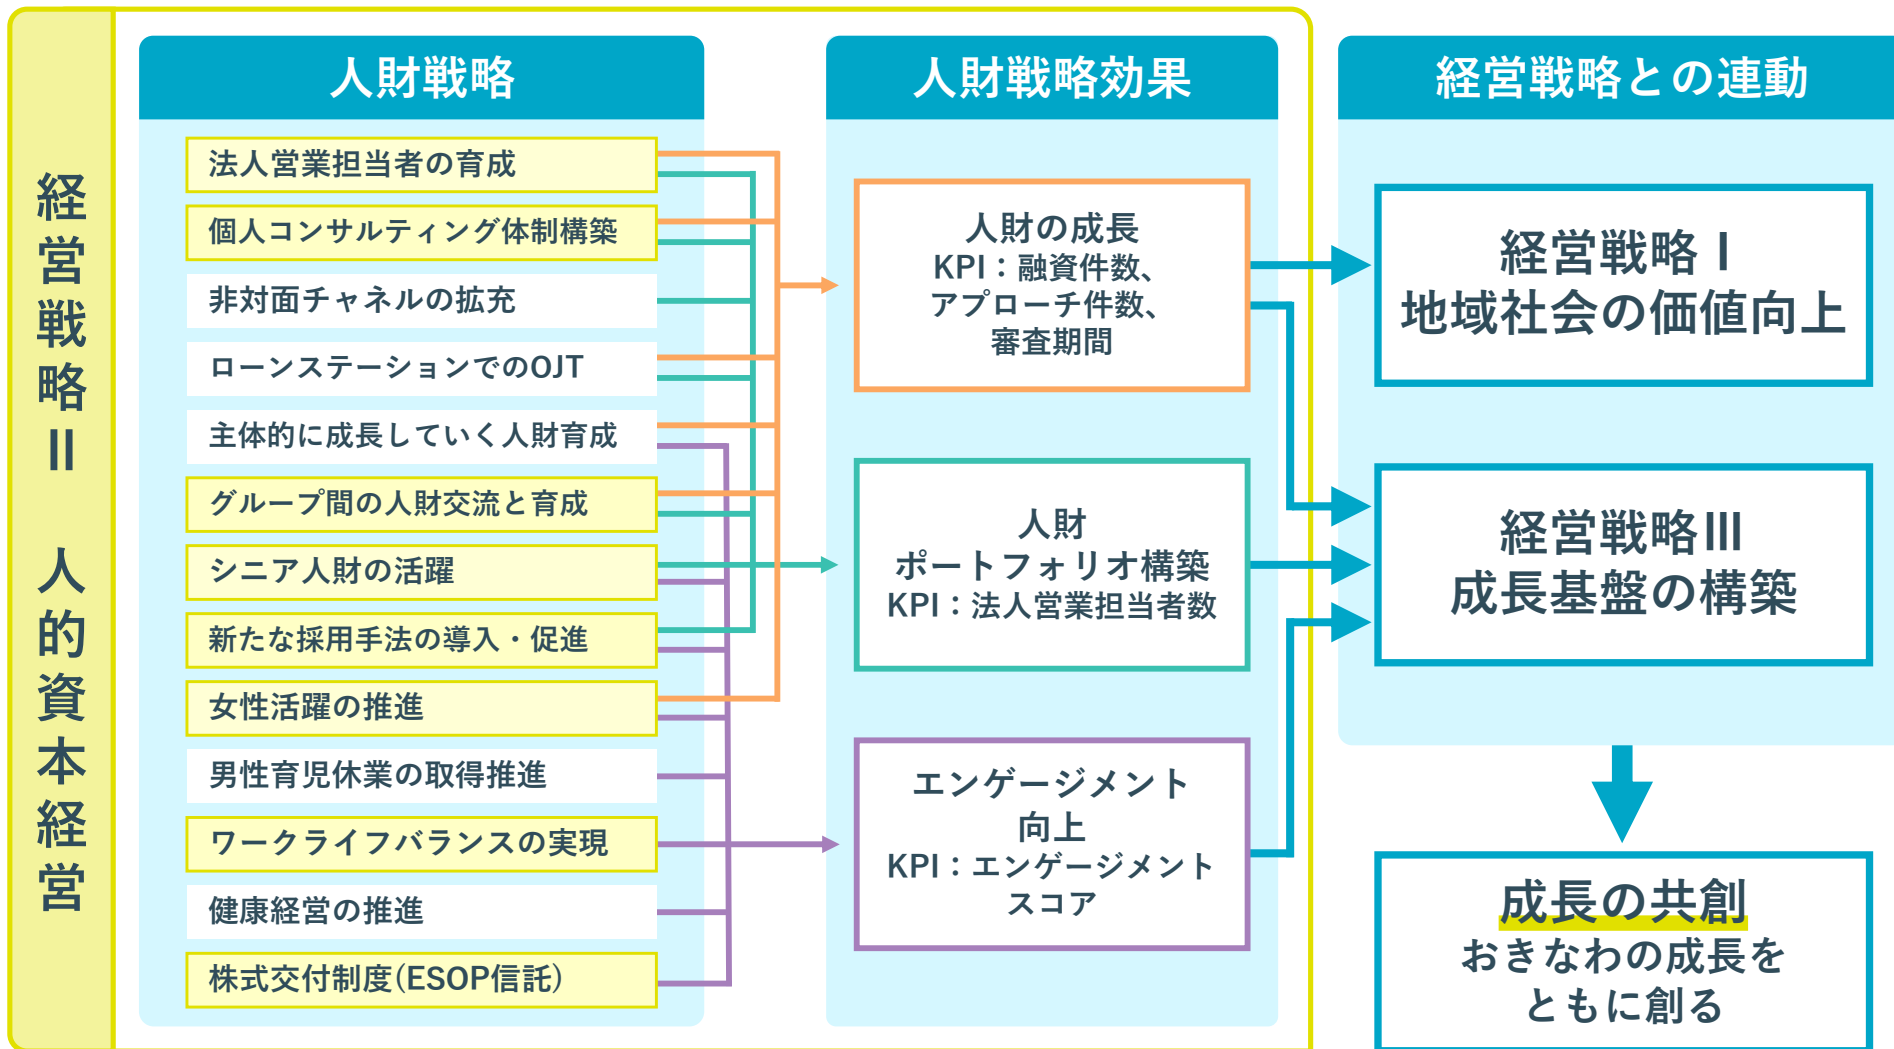 経営戦略Ⅱ 人的資本経営
人財戦略
法人営業担当者の育成
個人コンサルティング体制構築
非対面チャネルの拡充
ローンステーションでのOJT
主体的に成長していく人財育成
グループ間の人財交流と育成
シニア人財の活躍
新たな採用手法の導入・促進
女性活躍の推進
男性育児休業の取得推進
ワークライフバランスの実現
健康経営の推進
株式交付制度(ESOP信託)
人財戦略効果
人財の成長
KPI：融資件数、
アプローチ件数、
審査期間
人財
ポートフォリオ構築
KPI：法人営業担当者数
エンゲージメント
向上
KPI：エンゲージメント
スコア
経営戦略との連動
経営戦略Ⅰ
地域社会の価値向上
経営戦略Ⅲ
成長基盤の構築
成長の共創
おきなわの成長を
ともに創る